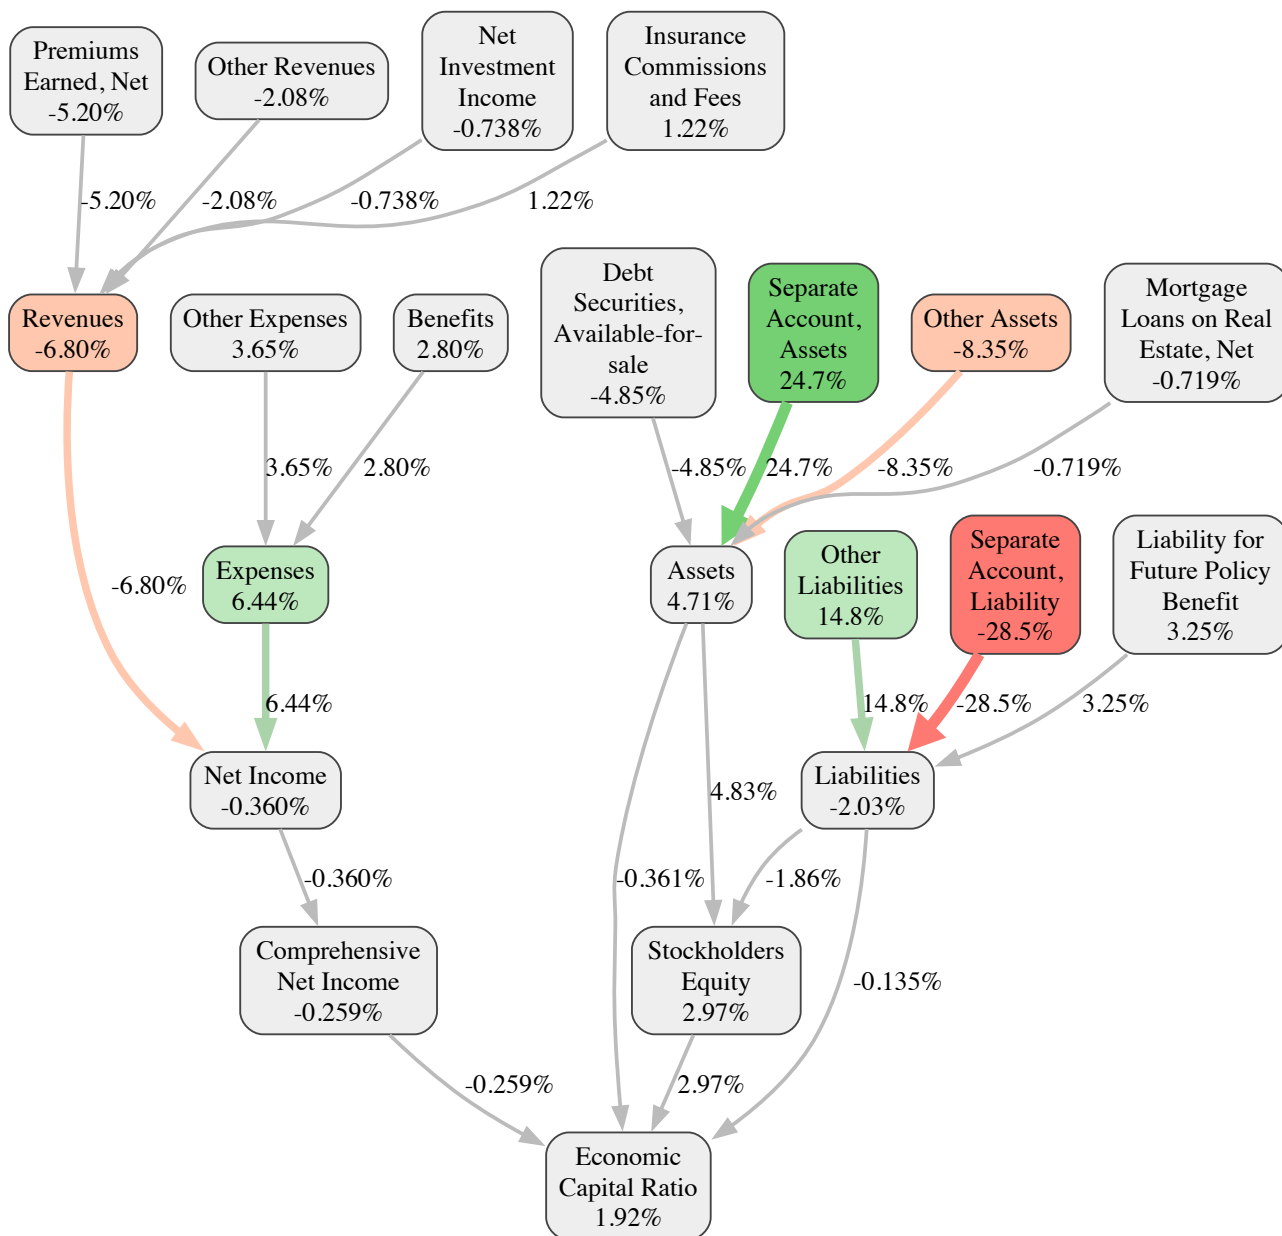 Premiums
Earned, Net
-5.20%
Other Revenues
-2.08%
Net
Investment
Income
-0.738%
Insurance
Commissions
and Fees
1.22%
-5.20%
-2.08%
-0.738%
1.22%
Revenues
-6.80%
Other Expenses
3.65%
Benefits
2.80%
Debt
Securities,
Available-for-
sale
-4.85%
Separate
Account,
Assets
24.7%
Other Assets
-8.35%
Mortgage
Loans on Real
Estate, Net
-0.719%
3.65%
2.80%
-4.85%
24.7%
-8.35%
-0.719%
-6.80%
Expenses
6.44%
Assets
4.71%
Other
Liabilities
14.8%
Separate
Account,
Liability
-28.5%
Liability for
Future Policy
Benefit
3.25%
6.44%
14.8%
-28.5%
3.25%
Net Income
-0.360%
4.83%
Liabilities
-2.03%
-0.360%
-0.361%
-1.86%
Comprehensive
Net Income
-0.259%
Stockholders
Equity
2.97%
-0.135%
-0.259%
2.97%
Economic
Capital Ratio
1.92%